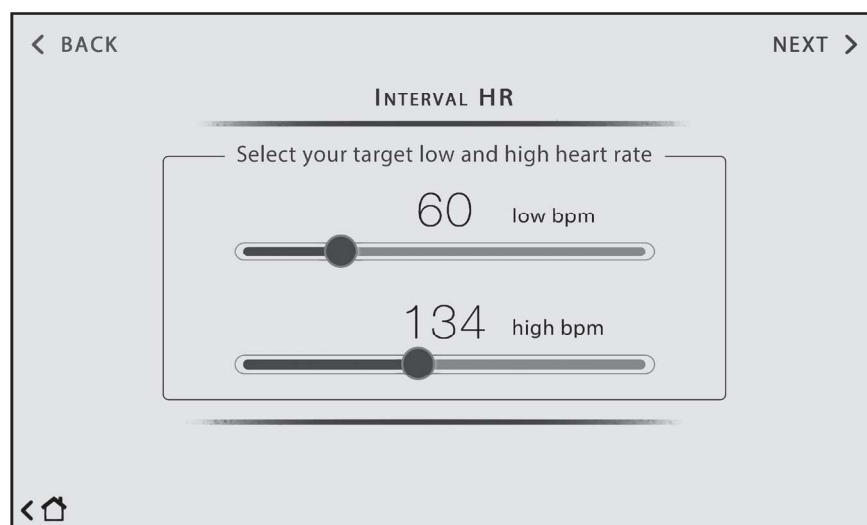 BACK
NEXT
INTERVAL HR
Select your target low and high heart rate
60 low bpm
134 high bpm